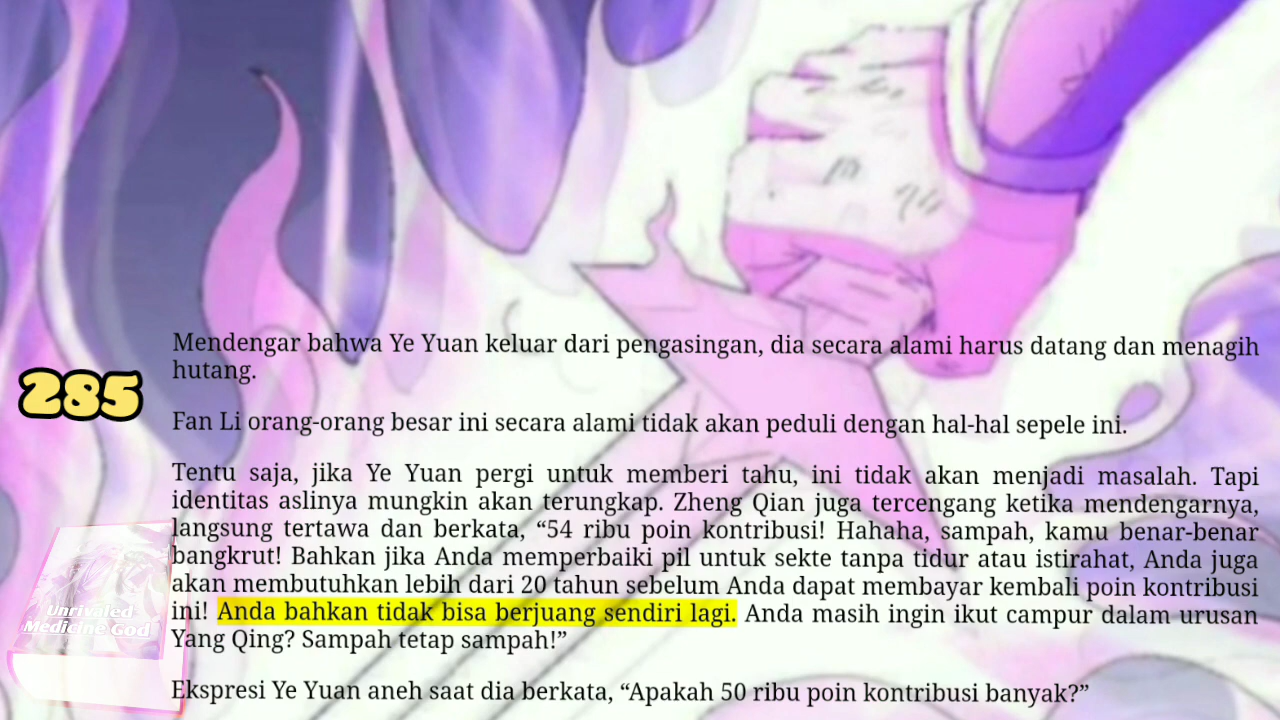 Mendengar bahwa Ye Yuan keluar dari pengasingan, dia secara alami harus datang dan menagih
hutang.
285
Fan Li orang-orang besar ini secara alami tidak akan peduli dengan hal-hal sepele ini.
Tentu saja, jika Ye Yuan pergi untuk memberi tahu, ini tidak akan menjadi masalah. Tapi
identitas aslinya mungkin akan terungkap. Zheng Qian juga tercengang ketika mendengarnya,
langsung tertawa dan berkata, “54 ribu poin kontribusi! Hahaha, sampah, kamu benar-benar
bangkrut! Bahkan jika Anda memperbaiki pil untuk sekte tanpa tidur atau istirahat, Anda juga
akan membutuhkan lebih dari 20 tahun sebelum Anda dapat membayar kembali poin kontribusi
ini! Anda bahkan tidak bisa berjuang sendiri lagi. Anda masih ingin ikut campur dalam urusan
Yang Qing? Sampah tetap sampah!”
Unrivaled
Medicine God
Ekspresi Ye Yuan aneh saat dia berkata, “Apakah 50 ribu poin kontribusi banyak?”